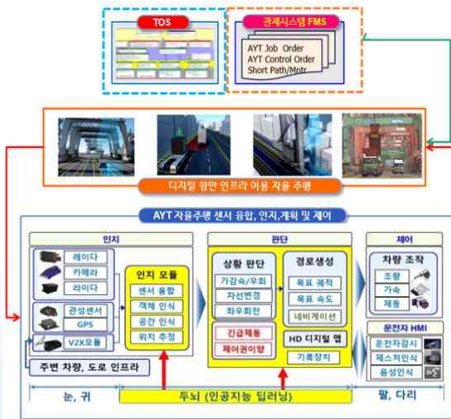 TOS
관제시스템 FMS
AYT Job Order
AYT Control Order
Short Path/Mntr
디지털 항만 인프라 이용 자율 주행
AYT 자율주행 센서 융합, 인지,계획 및 제어
인지
판단
제어
레이다
카메라
라이다
관성센서
GPS
V2X모듈
주변 차량, 도로 인프라
인지 모듈
센서 융합
객체 인식
공간 인식
위치 추정
상황 판단
가감속/우회
차선변경
좌우회전
긴급제동
제어권이양
경로생성
목표 궤적
목표 속도
네비게이션
HD 디지털 맵
기록장치
차량 조작
조향
가속
제동
운전자 HMI
운전자감시
제스처인식
음성인식
눈, 귀
두뇌 (인공지능 딥러닝)
팔, 다리